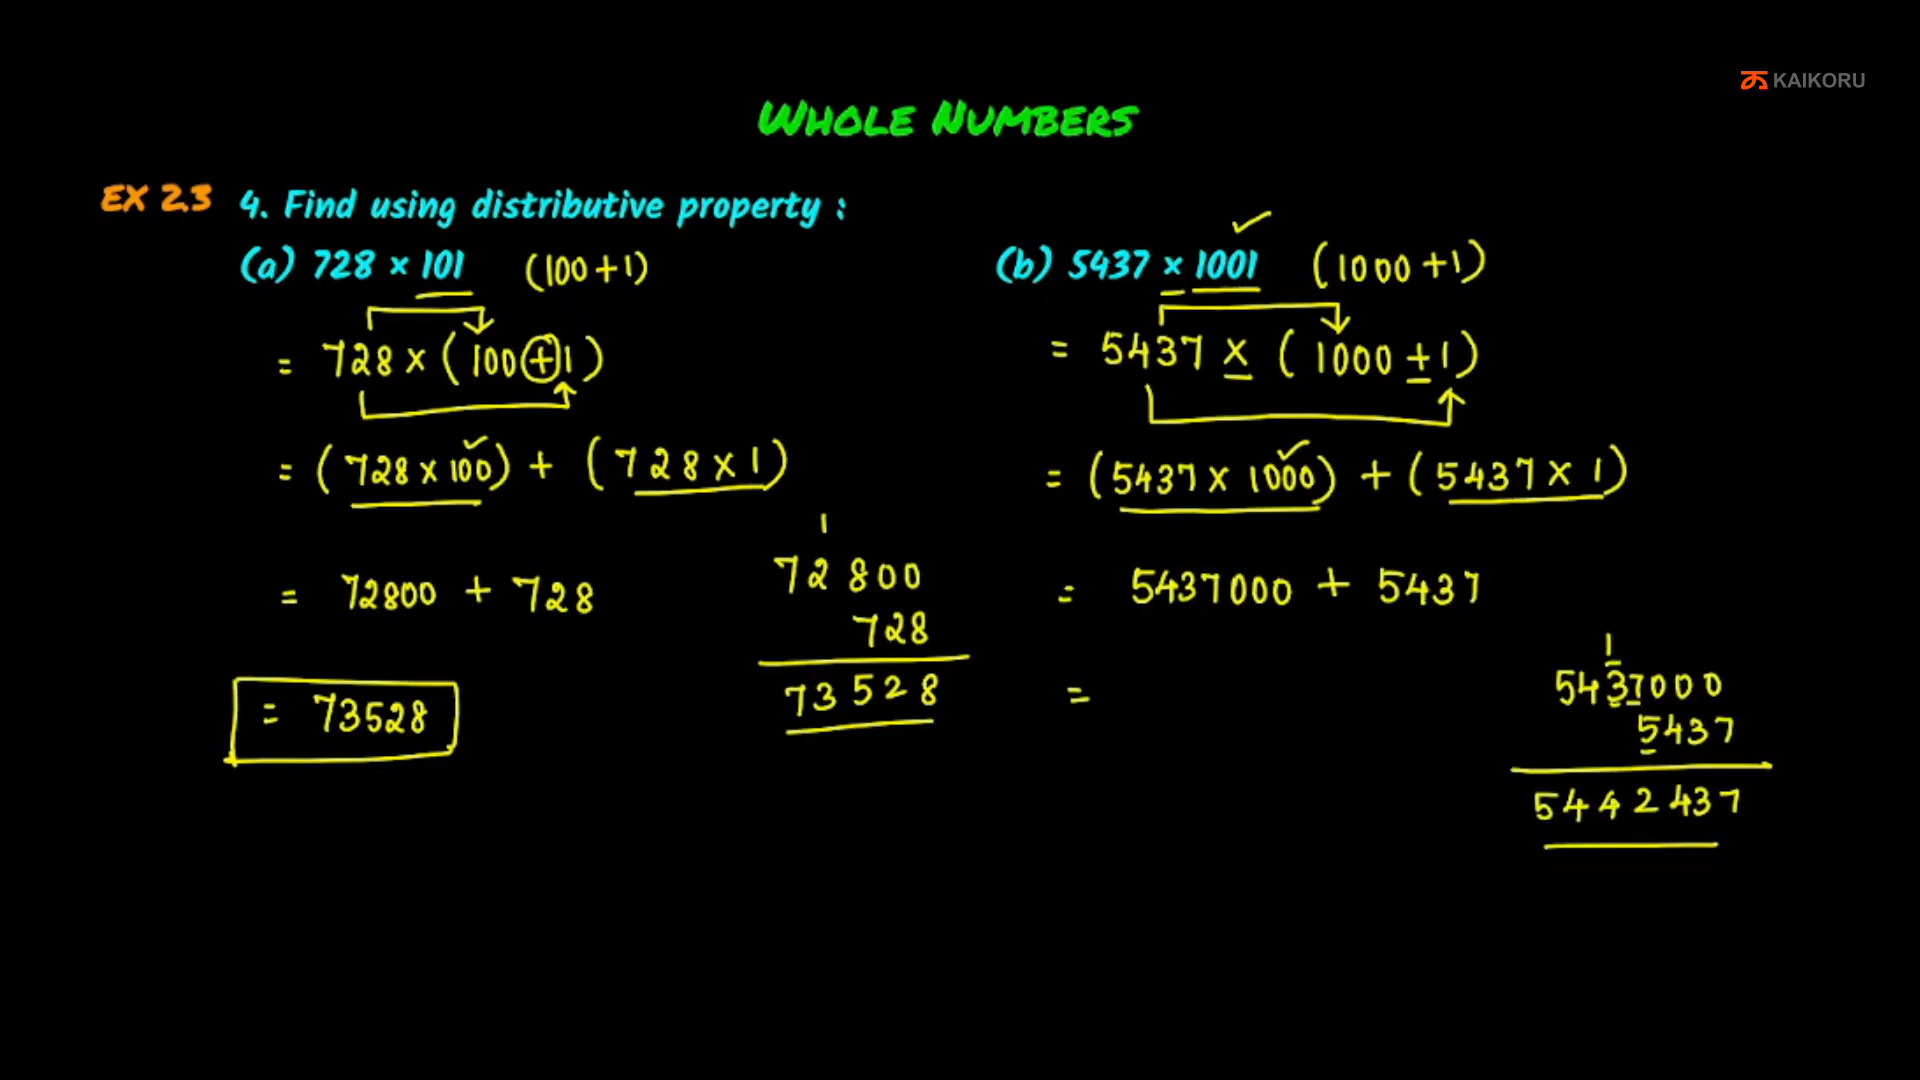 KAIKORU
WHOLE NUMBERS
EX 2.3 4. Find using distributive property :
(a) 728 × 101 (100+1)
= 728 × (100+1)
= (728 × 100) + (728 × 1)
= 72800 + 728
= 73528
1
72800
728
73528
(b) 5437 × 1001 (1000+1)
= 5437 × (1000+1)
= (5437 × 1000) + (5437 × 1)
= 5437000 + 5437
=
1
5437000
5437
5442437